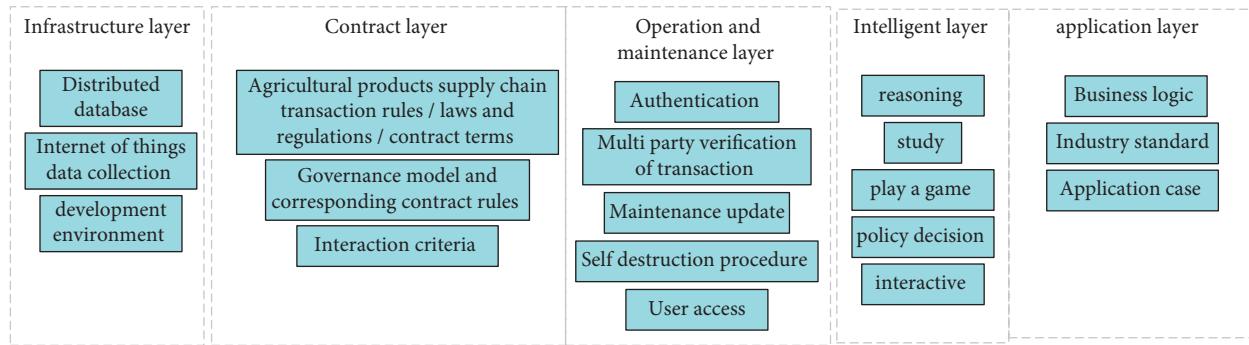 Infrastructure layer
Distributed
database
Internet of things
data collection
development
environment
Contract layer
Agricultural products supply chain
transaction rules / laws and
regulations / contract terms
Governance model and
corresponding contract rules
Interaction criteria
Operation and
maintenance layer
Authentication
Multi party verification
of transaction
Maintenance update
Self destruction procedure
User access
Intelligent layer
reasoning
study
play a game
policy decision
interactive
application layer
Business logic
Industry standard
Application case